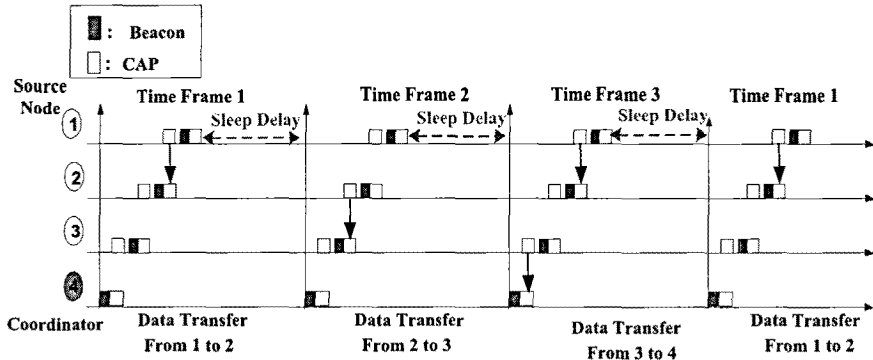 : Beacon
: CAP
Source
Node
Time Frame 1
Time Frame 2
Time Frame 3
Time Frame 1
1
Sleep Delay
Sleep Delay
Sleep Delay
2
3
4
Coordinator
Data Transfer
From 1 to 2
Data Transfer
From 2 to 3
Data Transfer
From 3 to 4
Data Transfer
From 1 to 2